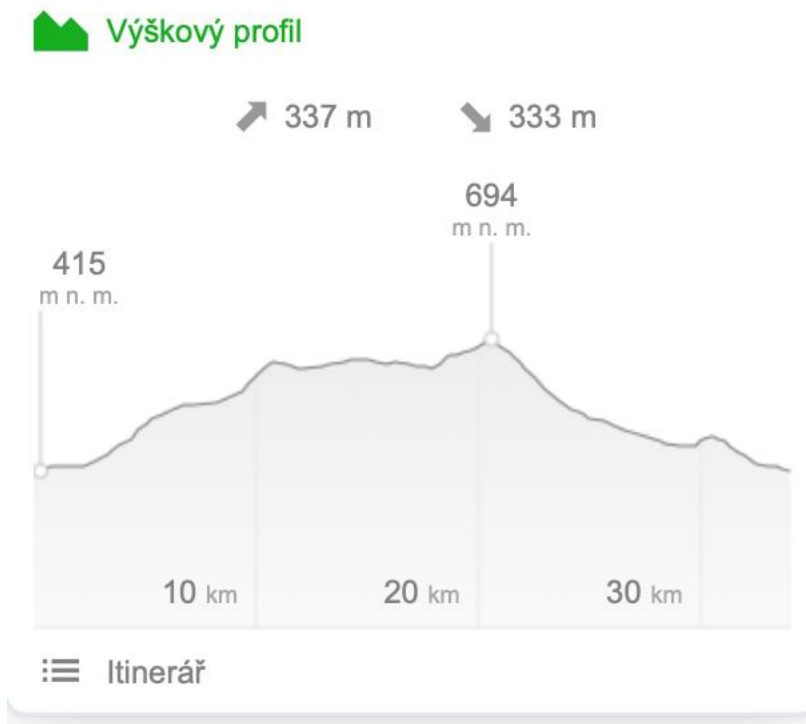 Výškový profil
337 m 333 m
694
m n. m.
415
m n. m.
10 km 20 km 30 km
Itinerář